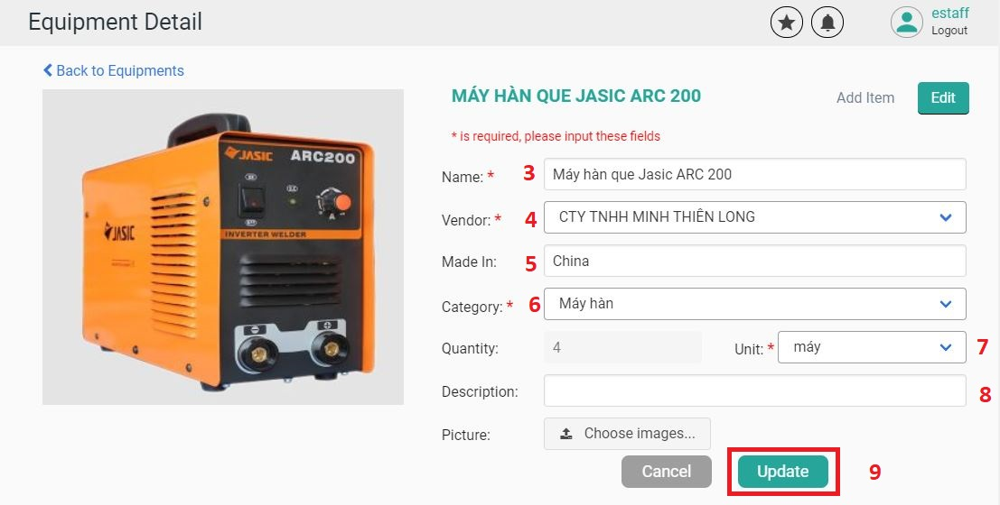 Equipment Detail
estaff
Logout
Back to Equipments
JASIC ARC200
A
INVERTER WELDER
JASIC
MÁY HÀN QUE JASIC ARC 200
Add Item
Edit
* is required, please input these fields
Name: * 3 Máy hàn que Jasic ARC 200
Vendor: * 4 CTY TNHH MINH THIÊN LONG
Made In: 5 China
Category: * 6 Máy hàn
Quantity: 4 Unit: * máy 7
Description: 8
Picture: Choose images...
Cancel Update 9